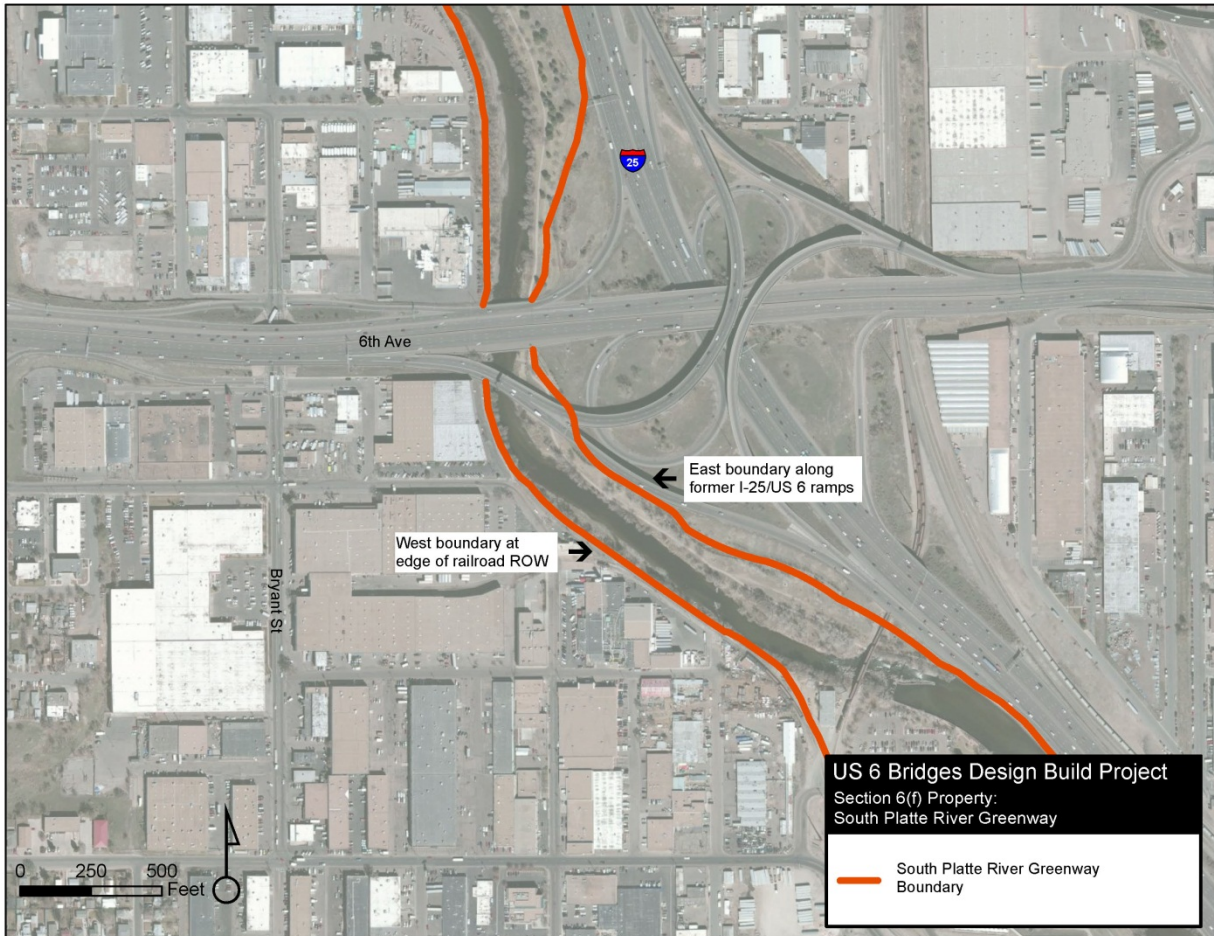 25
6th Ave
East boundary along
former I-25/US 6 ramps
West boundary at
edge of railroad ROW
Bryant St
US 6 Bridges Design Build Project
Section 6(f) Property:
South Platte River Greenway
South Platte River Greenway
Boundary
0 250 500
Feet